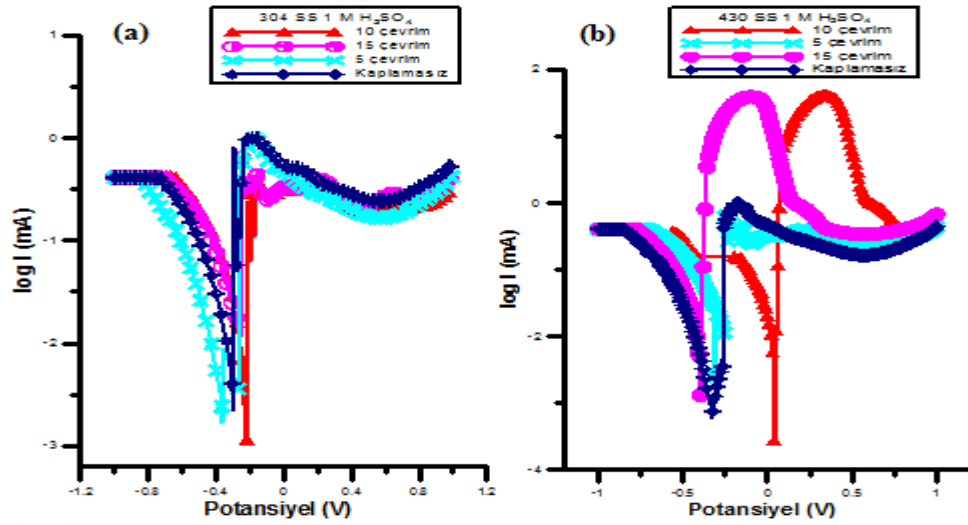 (a)
304 SS 1 M H₂SO₄
10 çevrim
15 çevrim
5 çevrim
Kaplamasız
log I (mA)
1
0
-1
-2
-3
-1.2
-0.8
-0.4
0
0.4
0.8
1.2
Potansiyel (V)
(b)
430 SS 1 M H₂SO₄
10 çevrim
5 çevrim
15 çevrim
Kaplamasız
log I (mA)
2
0
-2
-4
-1
-0.5
0
0.5
1
Potansiyel (V)